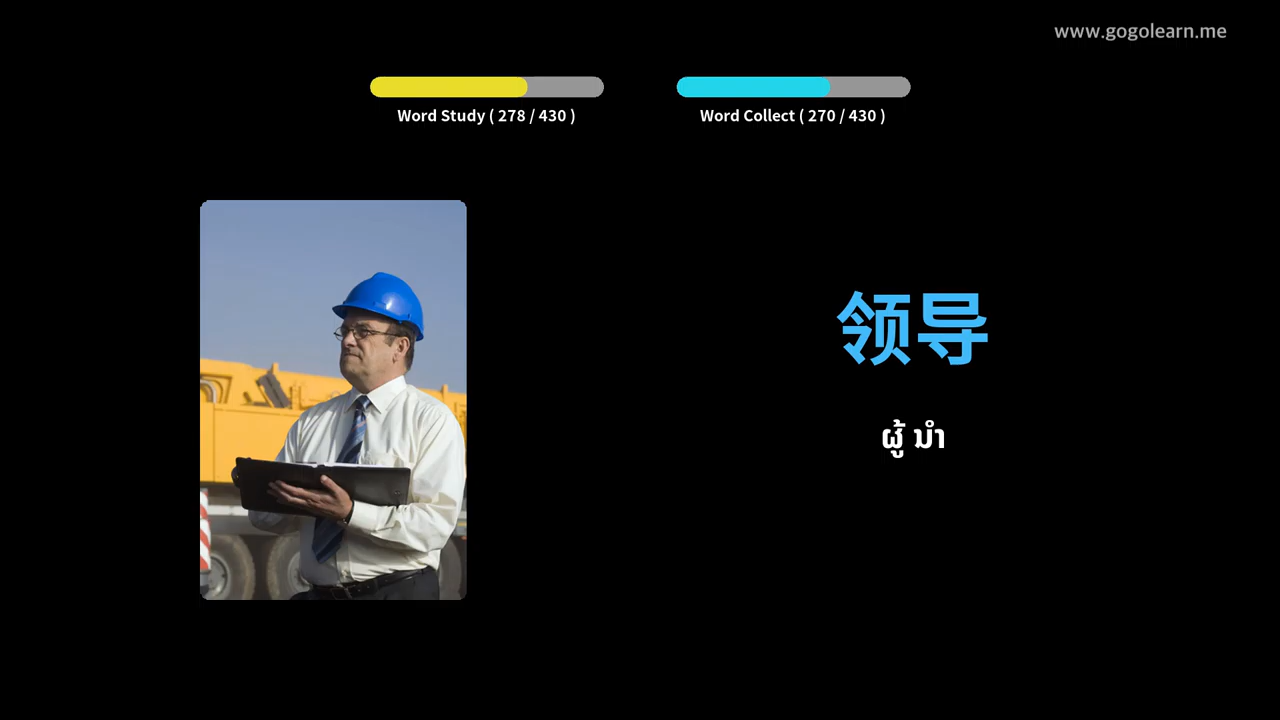 www.gogolearn.me
Word Study ( 278 / 430 )
Word Collect ( 270 / 430 )
领导
ຜູ້ ນຳ